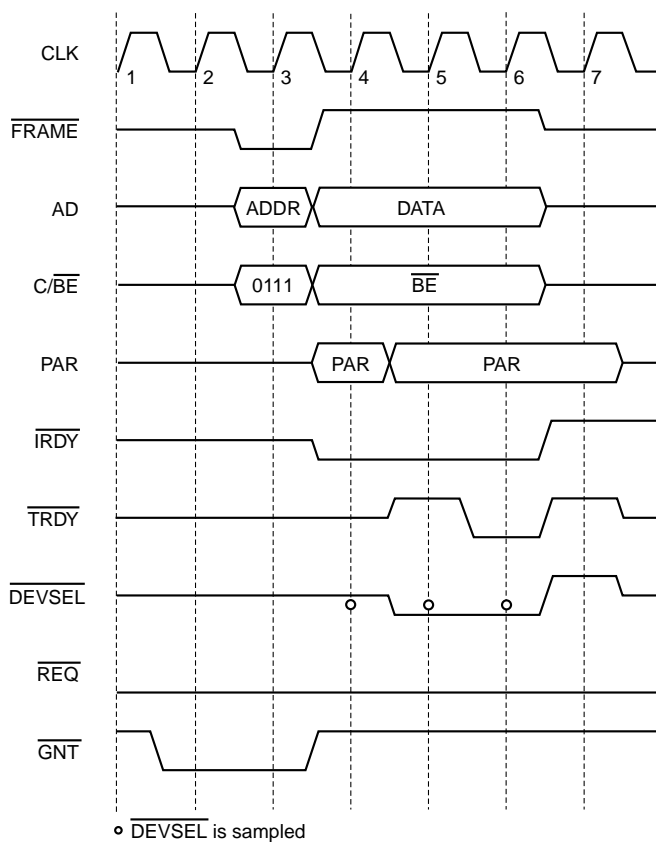 CLK
1 2 3 4 5 6 7
FRAME
AD ADDR DATA
C/BE 0111 BE
PAR PAR PAR
IRDY
TRDY
DEVSEL
REQ
GNT
DEVSEL is sampled